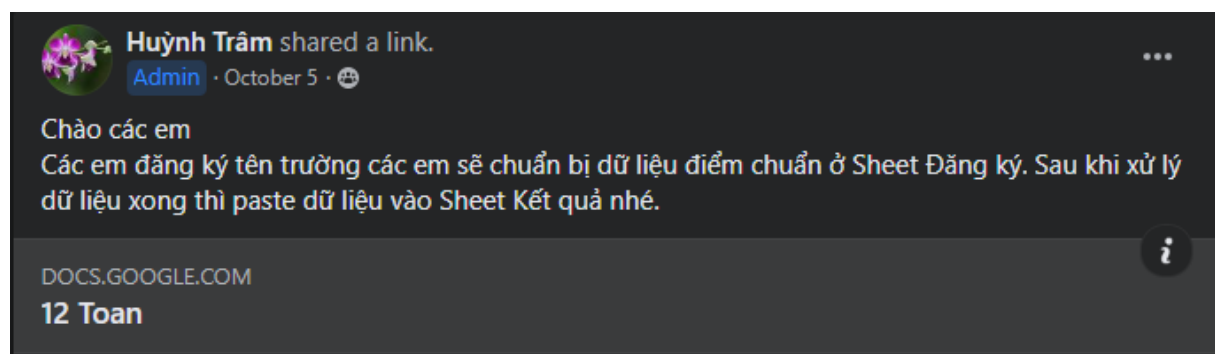 Huỳnh Trâm shared a link.
Admin · October 5 ·
Chào các em
Các em đăng ký tên trường các em sẽ chuẩn bị dữ liệu điểm chuẩn ở Sheet Đăng ký. Sau khi xử lý
dữ liệu xong thì paste dữ liệu vào Sheet Kết quả nhé.
DOCS.GOOGLE.COM
12 Toan